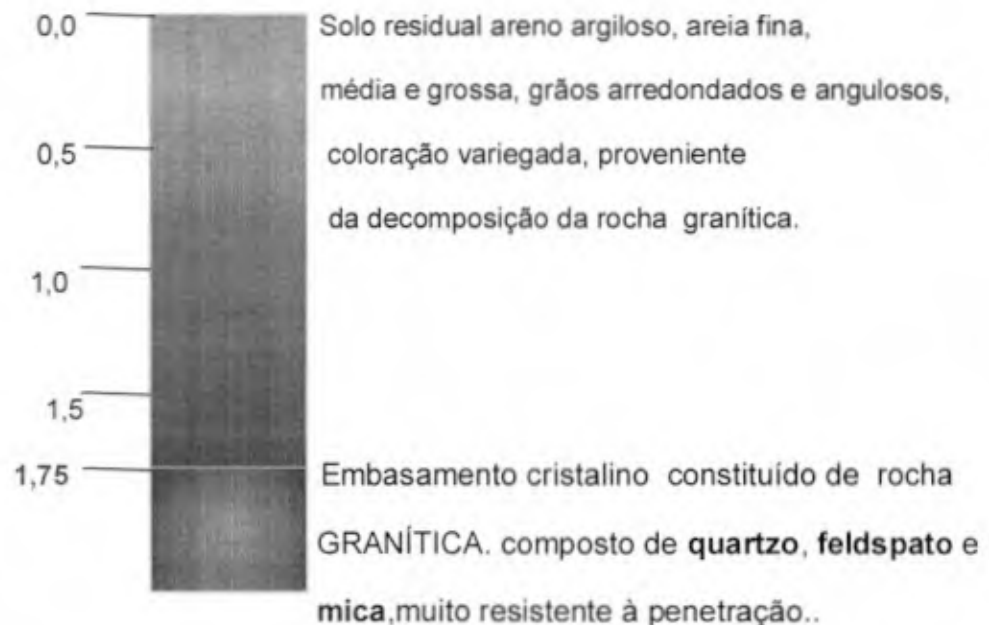 0,0
Solo residual areno argiloso, areia fina,
média e grossa, grãos arredondados e angulosos,
0,5
coloração variegada, proveniente
da decomposição da rocha granítica.
1,0
1,5
1,75
Embasamento cristalino constituído de rocha
GRANÍTICA. composto de quartzo, feldspato e
mica,muito resistente à penetração..